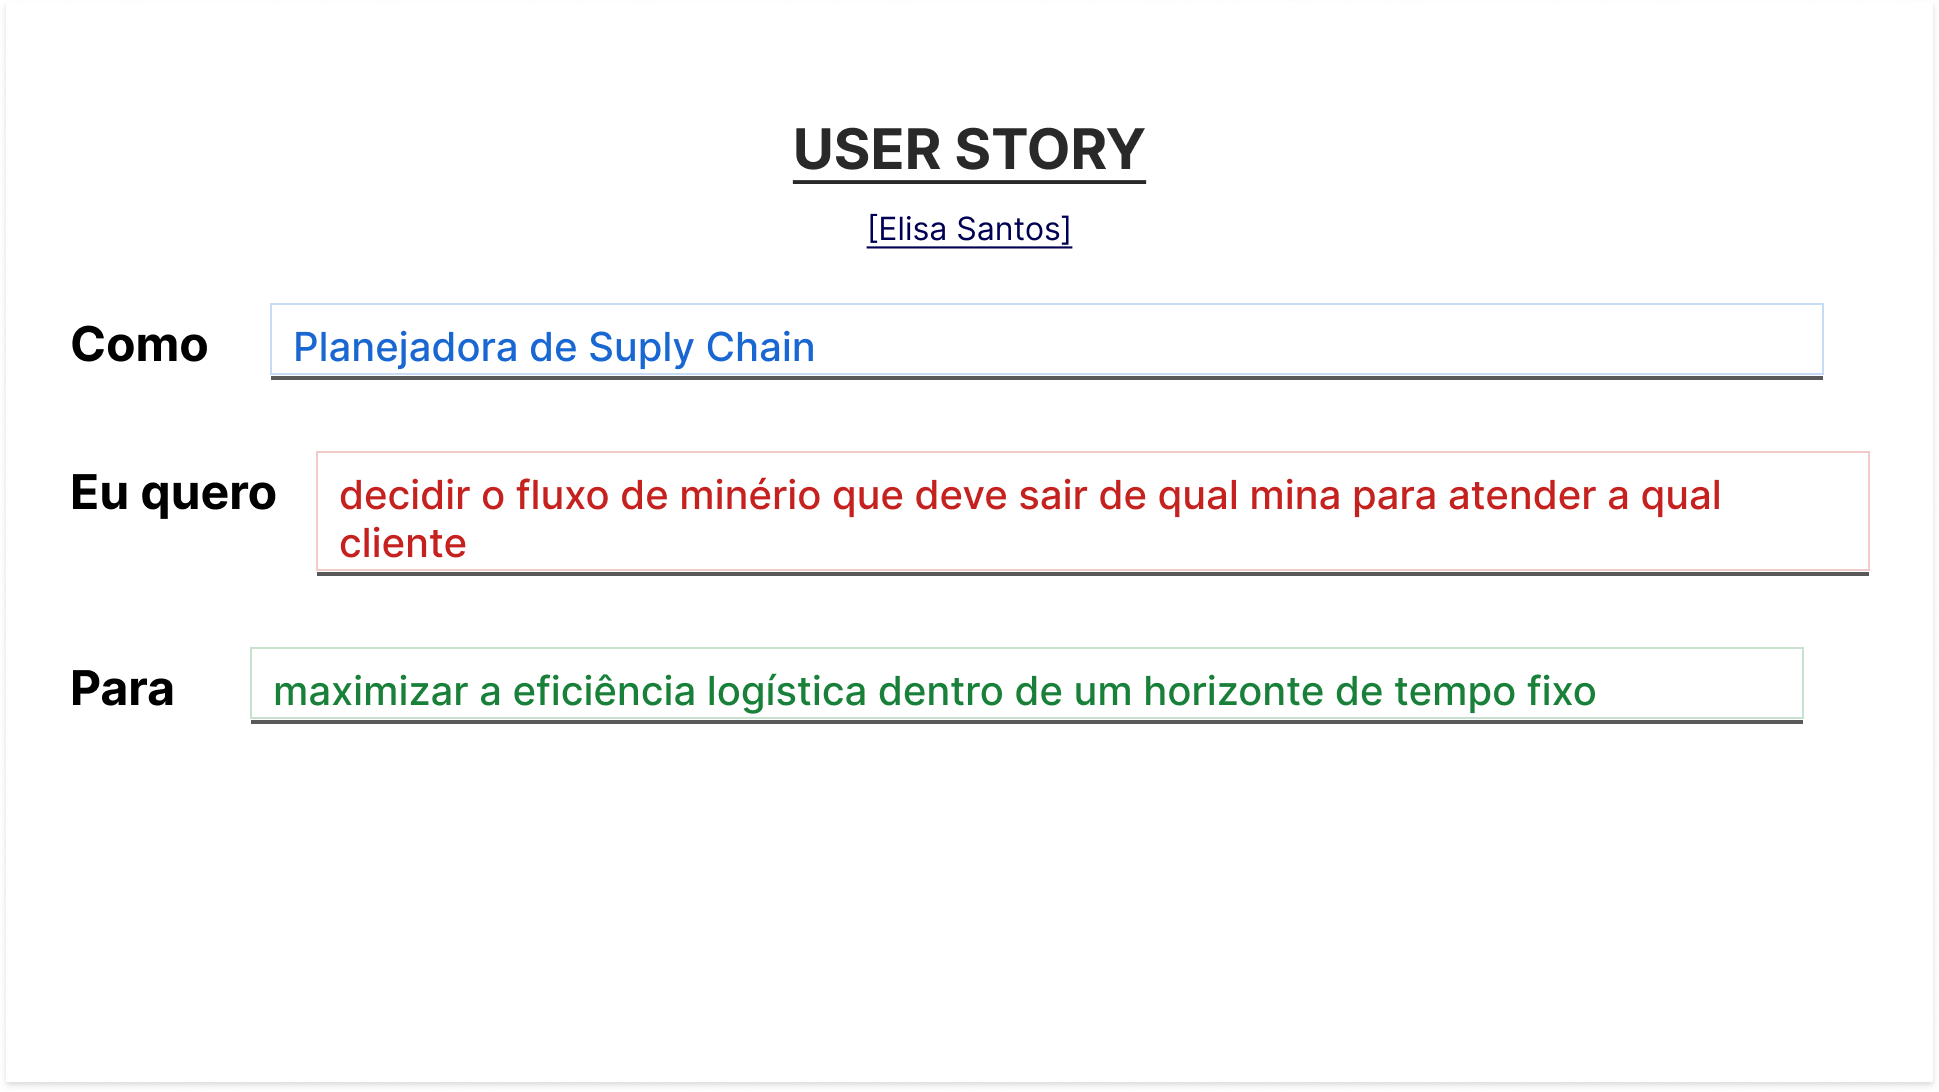 USER STORY
[Elisa Santos]
Como
Planejadora de Suply Chain
Eu quero
decidir o fluxo de minério que deve sair de qual mina para atender a qual
cliente
Para
maximizar a eficiência logística dentro de um horizonte de tempo fixo